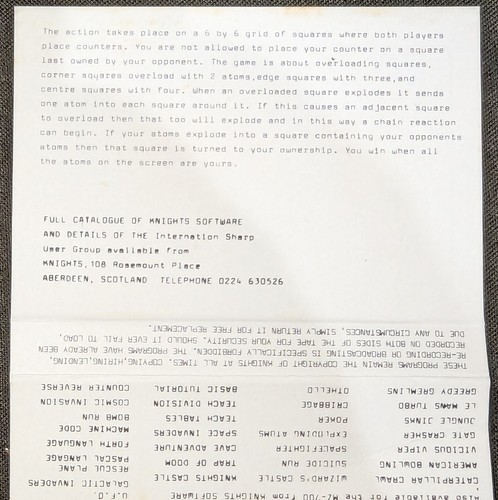 The action takes place on a 6 by 6 grid of squares where both players
place counters. You are not allowed to place your counter on a square
last owned by your opponent. The game is about overloading squares,
corner squares overload with 2 atoms,edge squares with three,and
centre squares with four. When an overloaded square explodes it sends
one atom into each square around it. If this causes an adjacent square
to overload then that too will explode and in this way a chain reaction
can begin. If your atoms explode into a square containing your opponents
atoms then that square is turned to your ownership. You win when all
the atoms on the screen are yours.
FULL CATALOGUE OF KNIGHTS SOFTWARE
AND DETAILS OF THE Internation Sharp
User Group available from
KNIGHTS,108 Rosemount Place
ABERDEEN, SCOTLAND TELEPHONE 0224 630526
available for the MZ-700 from KNIGHTS SOFTWARE
U.F.O.
CATERPILLAR CRAWL WIZARD'S CASTLE KNIGHTS CASTLE GALACTIC INVADERS
AMERICAN BOWLING SUICIDE RUN TRAP OF DOOM RESCUE PLANE
VICIOUS VIPER SPACEFIGHTER CAVE ADVENTURE PASCAL LANGUAGE
GATE CRASHER EXPLODING ATOMS SPACE INVADERS FORTH LANGUAGE
MACHINE CODE
JUNGLE JINKS POKER TEACH TABLES BOMB RUN
LE MANS TURBO CRIBBAGE TEACH DIVISION COSMIC INVASION
GREEDY GREMLINS OTHELLO BASIC TUTORIAL COUNTER REVERSE
THESE PROGRAMS REMAIN THE COPYRIGHT OF KNIGHTS AT ALL TIMES. COPYING,HIRING,LENDING,
RE-RECORDING OR BROADCASTING IS SPECIFICALLY FORBIDEN. THE PROGRAMS HAVE ALREADY BEEN
RECORDED ON BOTH SIDES OF THE TAPE FOR YOUR SECURITY. SHOULD IT EVER FAIL TO LOAD,
DUE TO ANY CIRCUMSTANCES, SIMPLY RETURN IT FOR FREE REPLACEMENT.